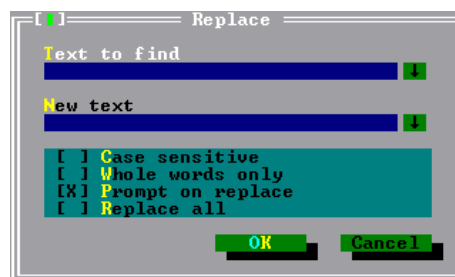 Replace
Text to find
New text
[ ] Case sensitive
[ ] Whole words only
[X] Prompt on replace
[ ] Replace all
OK Cancel